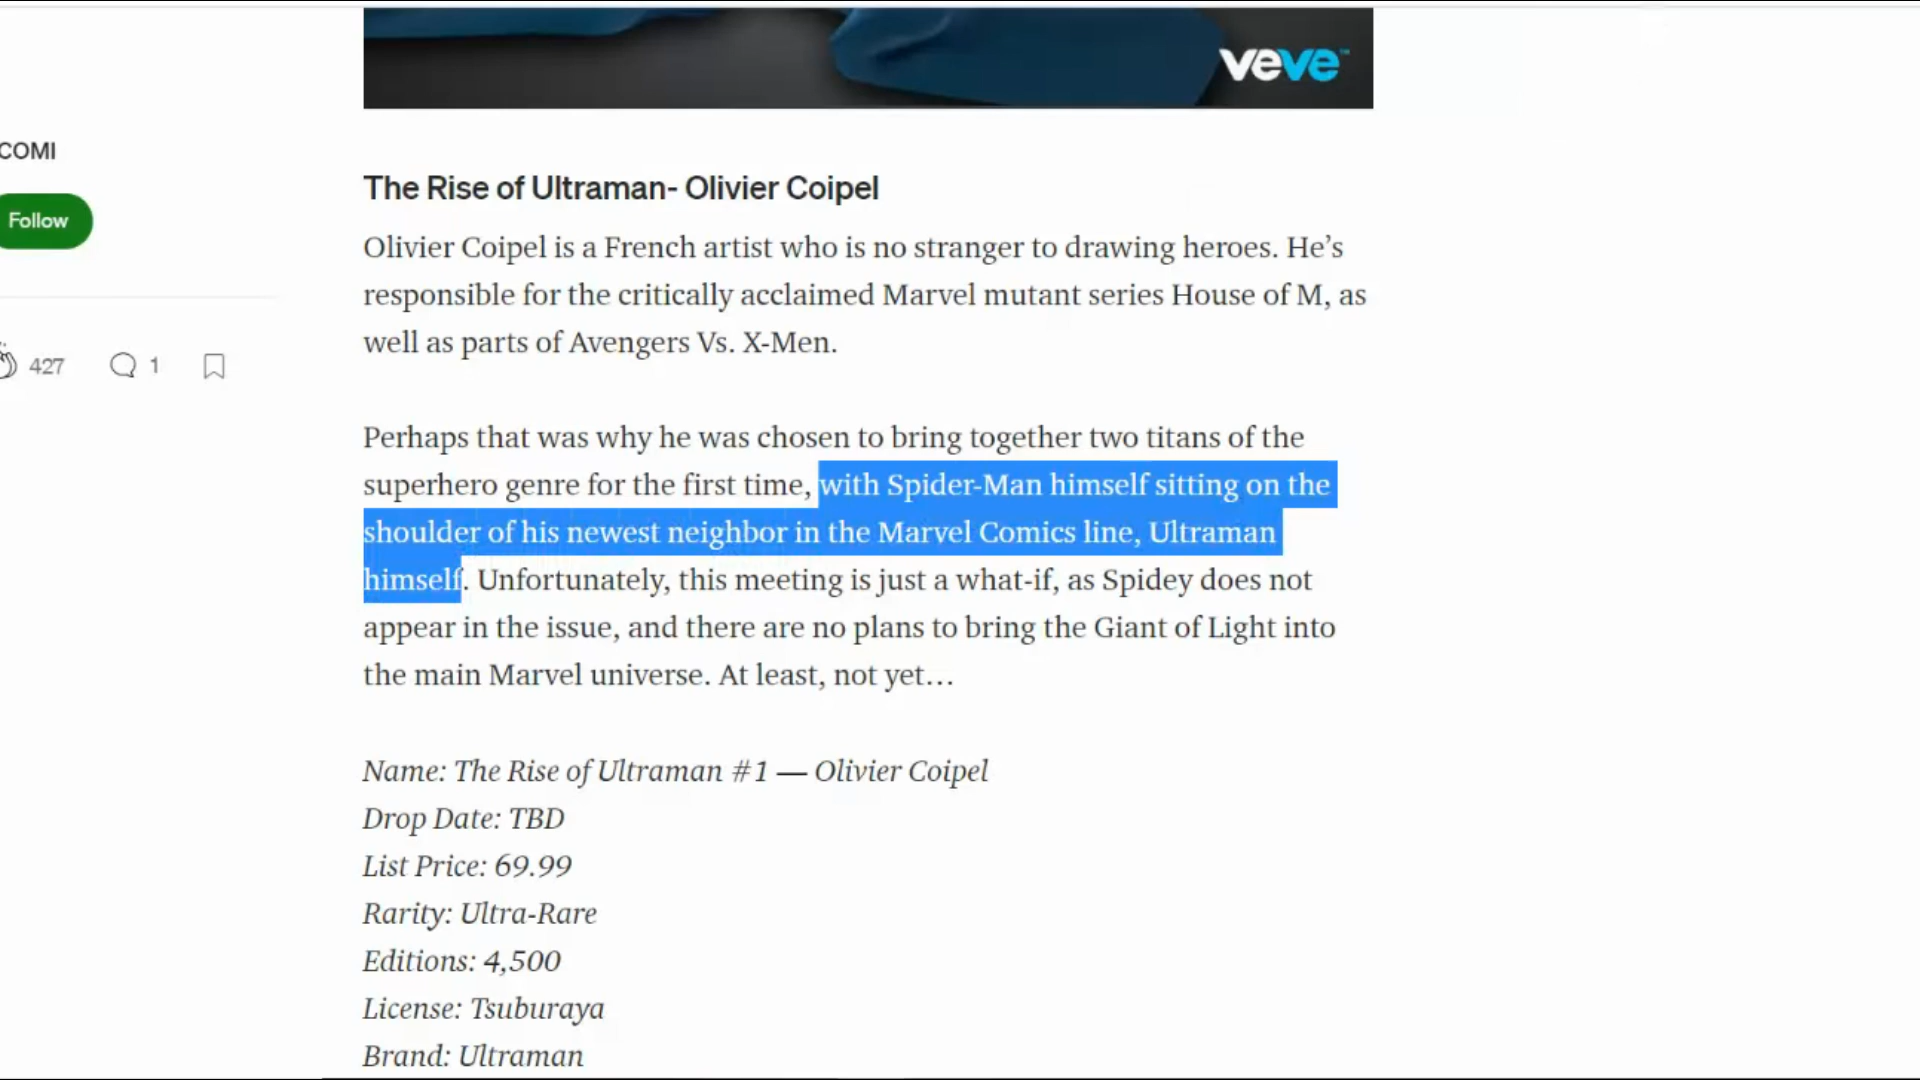 veve™
COMI
Follow
427
1
The Rise of Ultraman- Olivier Coipel
Olivier Coipel is a French artist who is no stranger to drawing heroes. He’s
responsible for the critically acclaimed Marvel mutant series House of M, as
well as parts of Avengers Vs. X-Men.
Perhaps that was why he was chosen to bring together two titans of the
superhero genre for the first time, with Spider-Man himself sitting on the
shoulder of his newest neighbor in the Marvel Comics line, Ultraman
himself. Unfortunately, this meeting is just a what-if, as Spidey does not
appear in the issue, and there are no plans to bring the Giant of Light into
the main Marvel universe. At least, not yet…
Name: The Rise of Ultraman #1 — Olivier Coipel
Drop Date: TBD
List Price: 69.99
Rarity: Ultra-Rare
Editions: 4,500
License: Tsuburaya
Brand: Ultraman